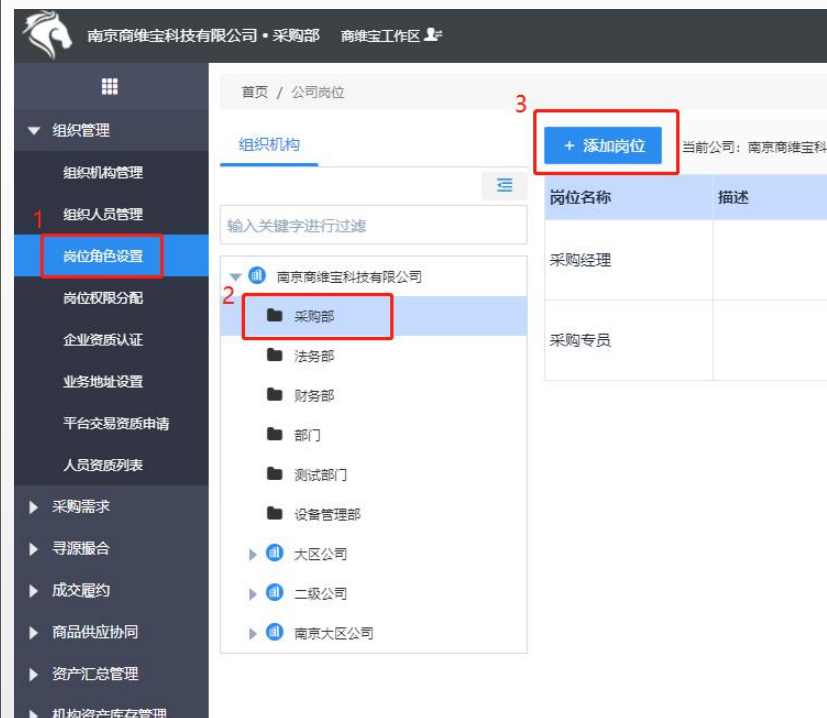 南京商维宝科技有限公司•采购部 商维宝工作区
首页 / 公司岗位
组织管理
组织机构管理
组织人员管理
1
岗位角色设置
岗位权限分配
企业资质认证
业务地址设置
平台交易资质申请
人员资质列表
采购需求
寻源撮合
成交履约
商品供应协同
资产汇总管理
机构资产库存管理
组织机构
输入关键字进行过滤
南京商维宝科技有限公司
2
采购部
法务部
财务部
部门
测试部门
设备管理部
大区公司
二级公司
南京大区公司
3
+ 添加岗位 当前公司：南京商维宝科
岗位名称 描述
采购经理
采购专员